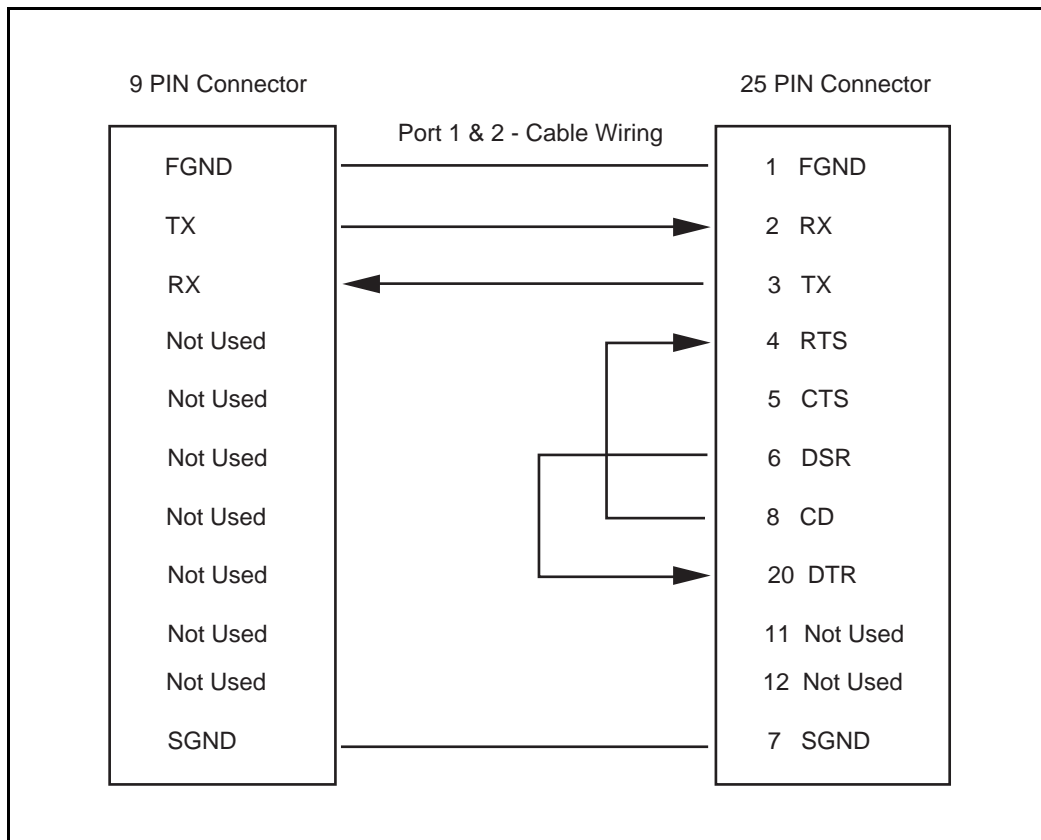 9 PIN Connector
25 PIN Connector
Port 1 & 2 - Cable Wiring
FGND
1 FGND
TX
2 RX
RX
3 TX
Not Used
4 RTS
Not Used
5 CTS
Not Used
6 DSR
Not Used
8 CD
Not Used
20 DTR
Not Used
11 Not Used
Not Used
12 Not Used
SGND
7 SGND